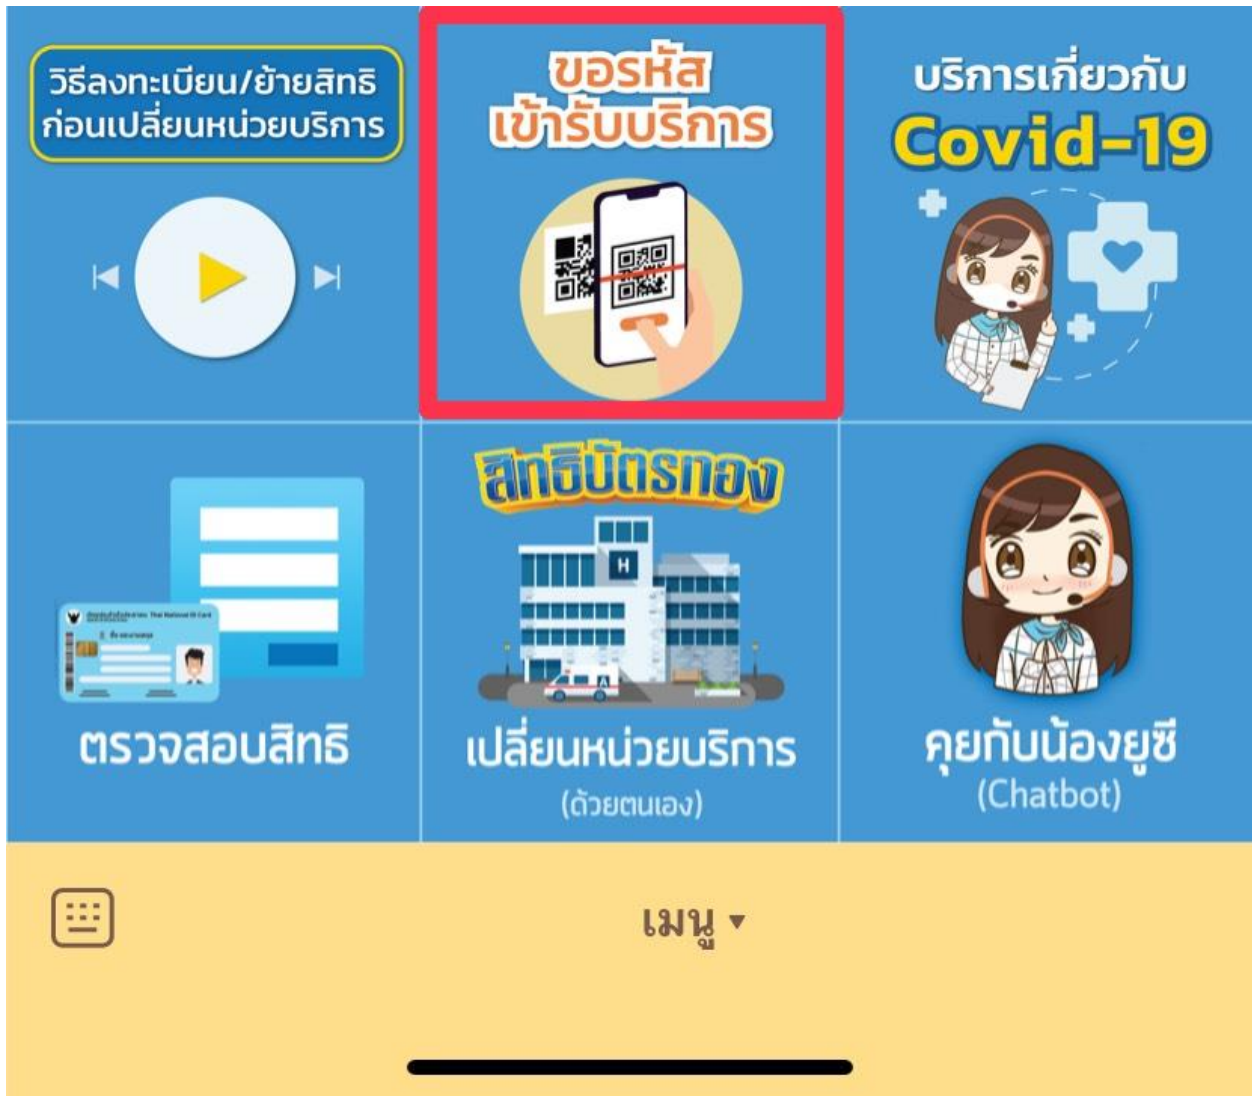 วิธีลงทะเบียน/ย้ายสิทธิ
ก่อนเปลี่ยนหน่วยบริการ
ขอรหัส
เข้ารับบริการ
บริการเกี่ยวกับ
Covid-19
สิทธิบัตรทอง
H
Thai National ID Card
ตรวจสอบสิทธิ
เปลี่ยนหน่วยบริการ
(ด้วยตนเอง)
คุยกับน้องยูซี
(Chatbot)
เมนู